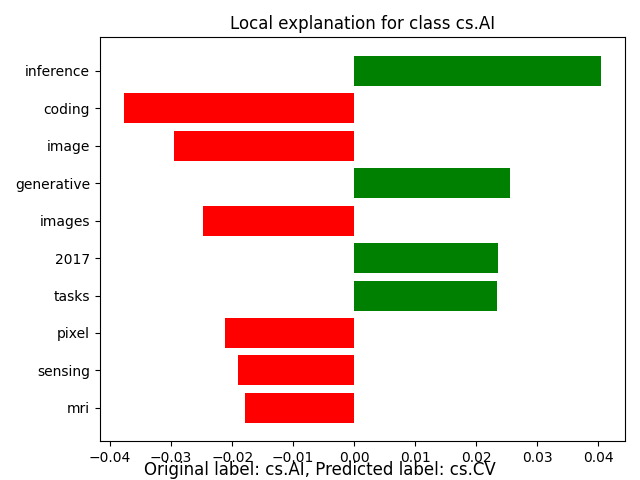 Local explanation for class cs.AI
inference
coding
image
generative
images
2017
tasks
pixel
sensing
mri
−0.04 −0.03 −0.02 −0.01 0.00 0.01 0.02 0.03 0.04
Original label: cs.AI, Predicted label: cs.CV